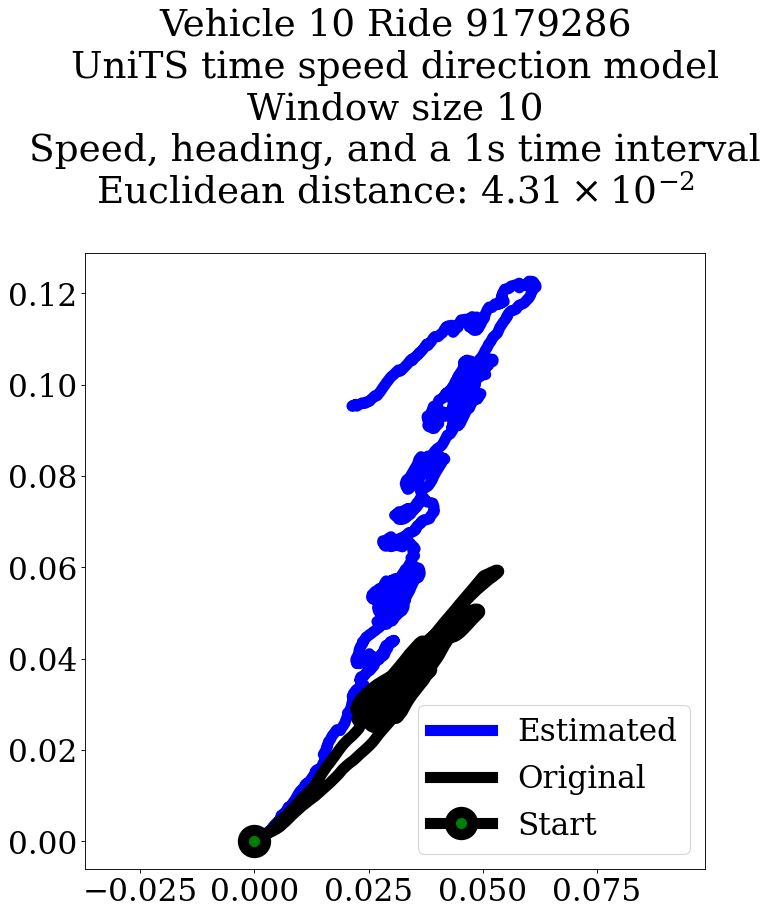 Vehicle 10 Ride 9179286
UniTS time speed direction model
Window size 10
Speed, heading, and a 1s time interval
Euclidean distance: 4.31 × 10⁻²
0.12
0.10
0.08
0.06
0.04
0.02
0.00
Estimated
Original
Start
−0.025 0.000 0.025 0.050 0.075